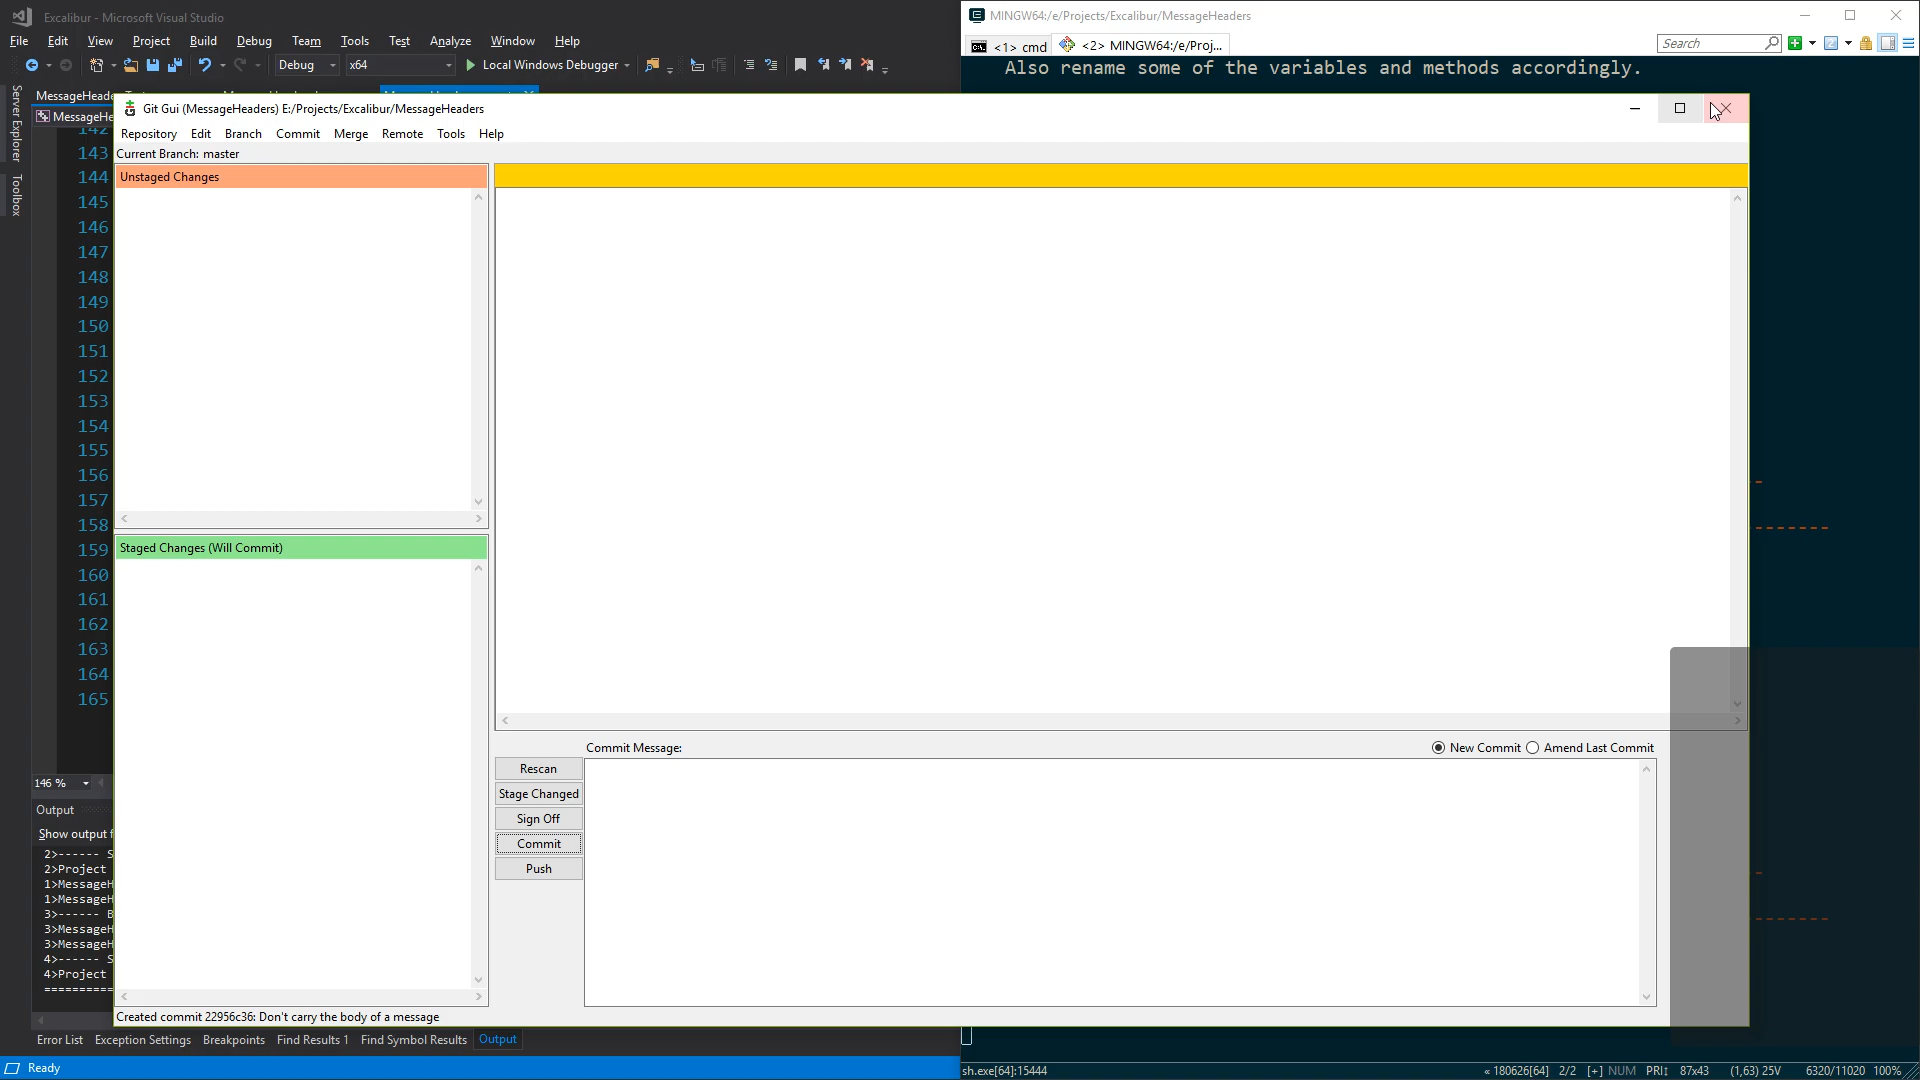 Excalibur - Microsoft Visual Studio
File Edit View Project Build Debug Team Tools Test Analyze Window Help
Debug x64 Local Windows Debugger
Server Explorer
Toolbox
MessageHeade
MessageHe
142
143
144
145
146
147
148
149
150
151
152
153
154
155
156
157
158
159
160
161
162
163
164
165
146 %
Output
Show output f
2>------ S
2>Project
1>MessageH
1>MessageH
3>------ B
3>MessageH
3>MessageH
4>------ S
4>Project
==========
Error List Exception Settings Breakpoints Find Results 1 Find Symbol Results Output
Ready
MINGW64:/e/Projects/Excalibur/MessageHeaders
<1> cmd <2> MINGW64:/e/Proj... Search
Also rename some of the variables and methods accordingly.
Git Gui (MessageHeaders) E:/Projects/Excalibur/MessageHeaders
Repository Edit Branch Commit Merge Remote Tools Help
Current Branch: master
Unstaged Changes
Staged Changes (Will Commit)
Commit Message: New Commit Amend Last Commit
Rescan
Stage Changed
Sign Off
Commit
Push
Created commit 22956c36: Don't carry the body of a message
sh.exe[64]:15444 « 180626[64] 2/2 [+] NUM PRI↕ 87x43 (1,63) 25V 6320/11020 100%